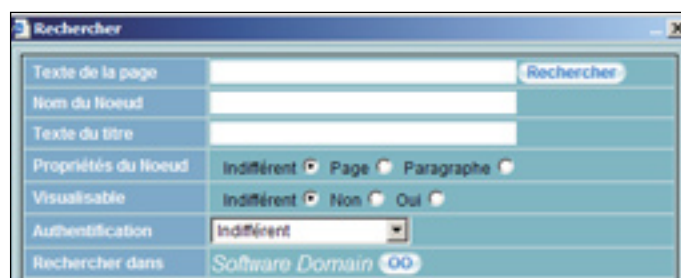 Rechercher
Texte de la page Rechercher
Nom du Noeud
Texte du titre
Propriétés du Noeud Indifférent Page Paragraphe
Visualisable Indifférent Non Oui
Authentification Indifférent
Rechercher dans Software Domain